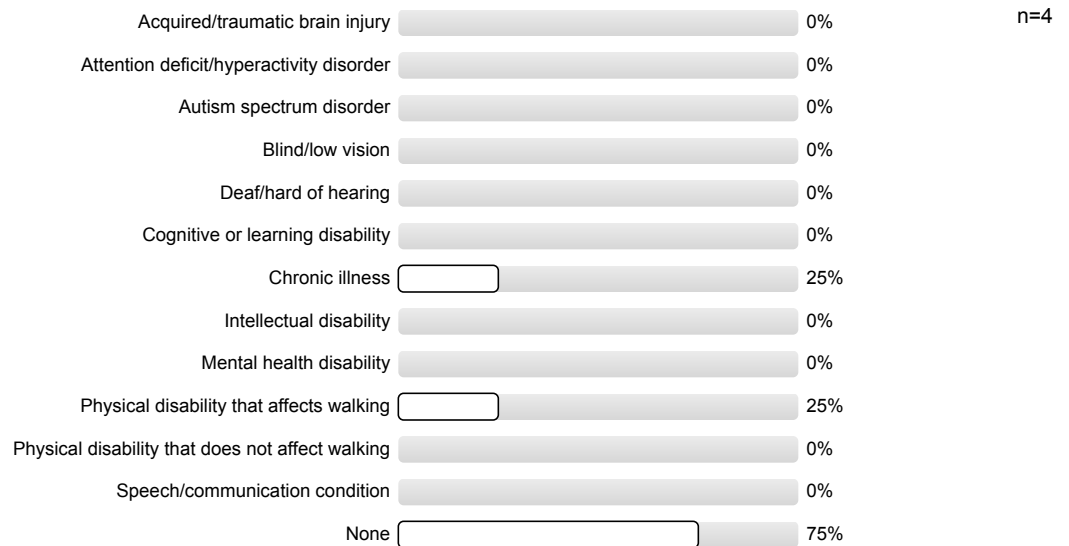 n=4
Acquired/traumatic brain injury 0%
Attention deficit/hyperactivity disorder 0%
Autism spectrum disorder 0%
Blind/low vision 0%
Deaf/hard of hearing 0%
Cognitive or learning disability 0%
Chronic illness 25%
Intellectual disability 0%
Mental health disability 0%
Physical disability that affects walking 25%
Physical disability that does not affect walking 0%
Speech/communication condition 0%
None 75%